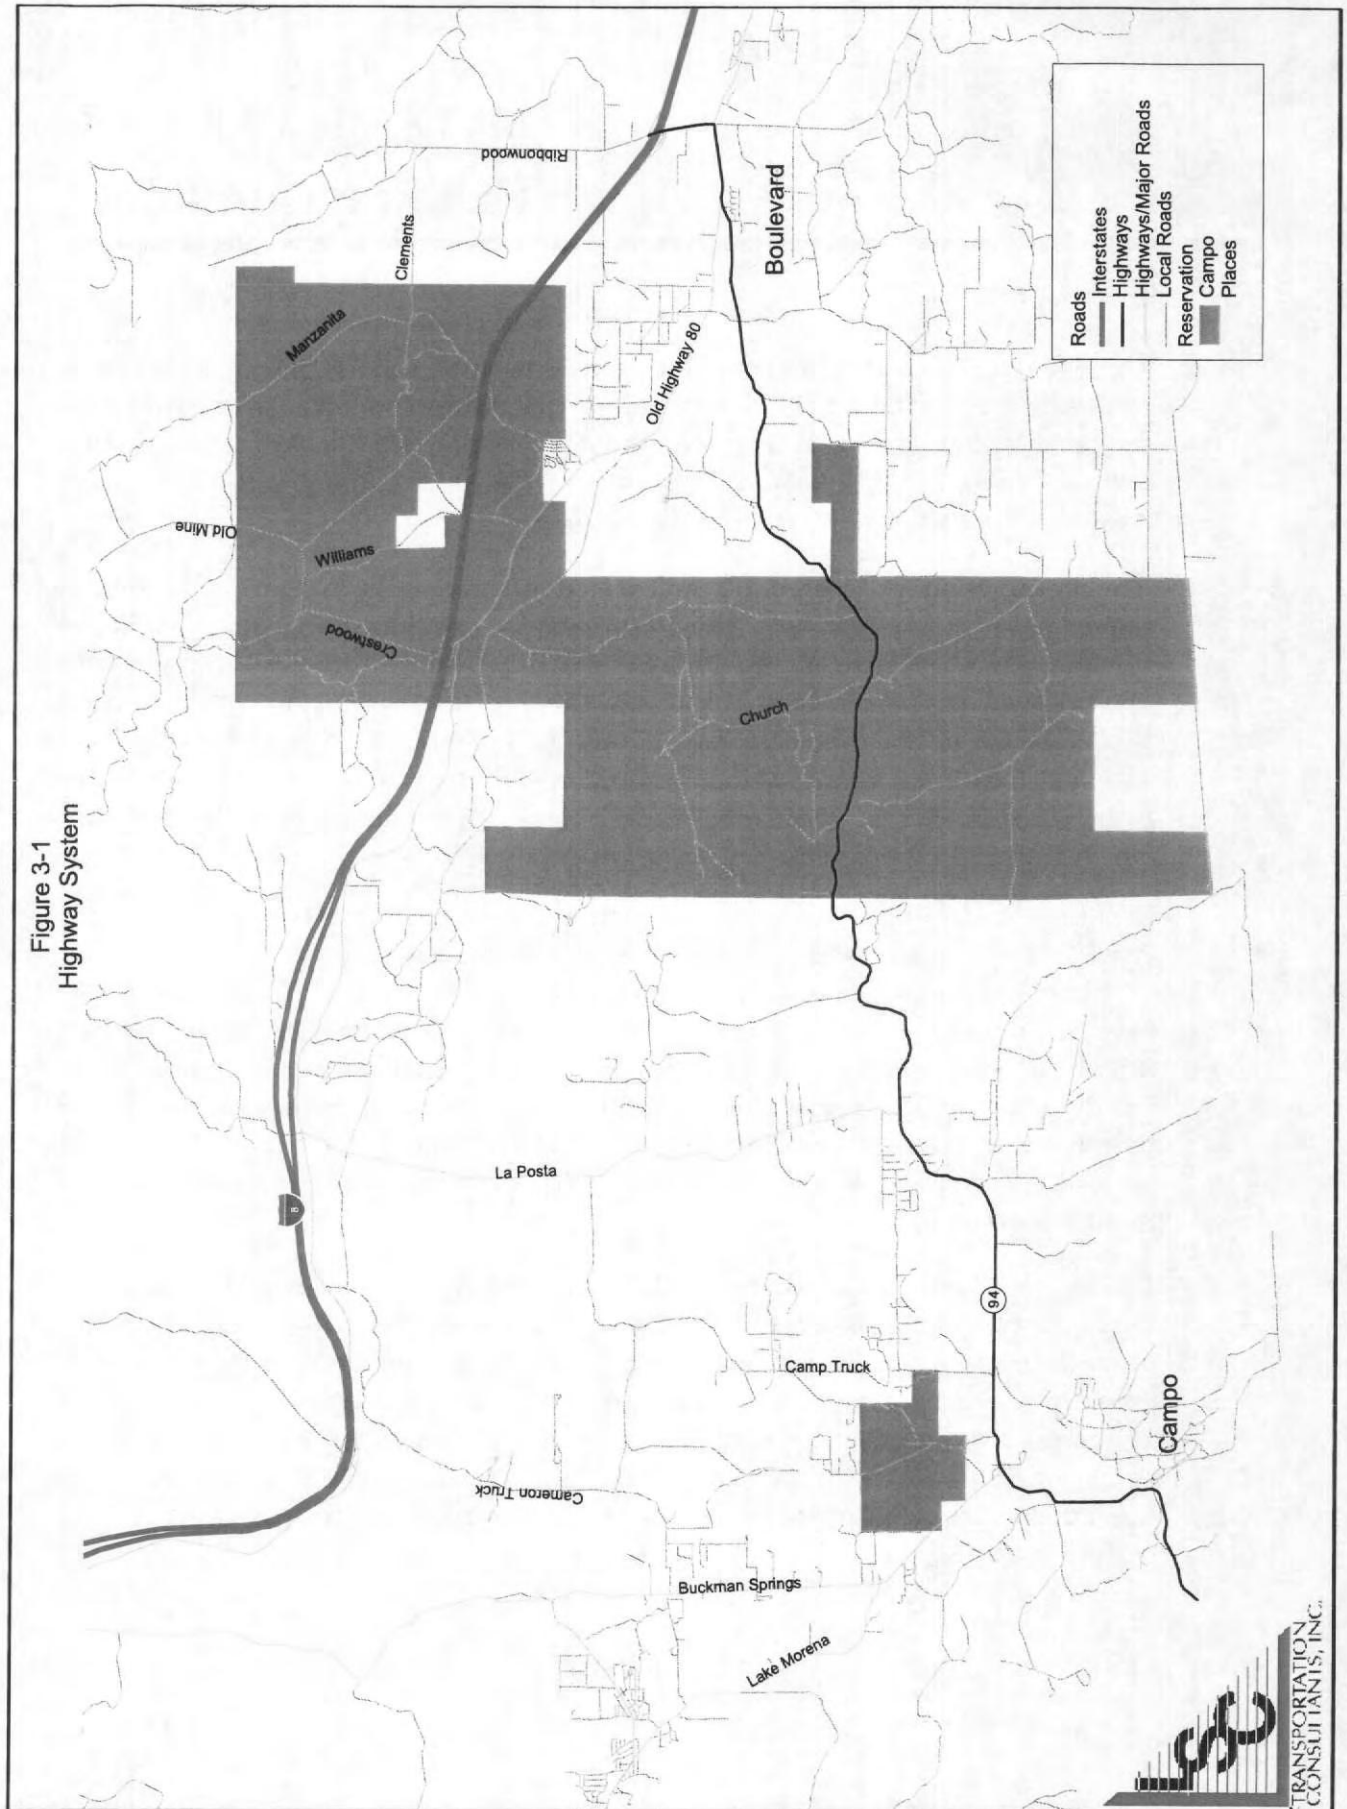 Figure 3-1
Highway System
Ribbonwood
Clements
Manzanita
Boulevard
Old Highway 80
Old Mine
Williams
Crestwood
Church
La Posta
8
94
Camp Truck
Campo
Cameron Truck
Buckman Springs
Lake Morena
Roads
Interstates
Highways
Highways/Major Roads
Local Roads
Reservation
Campo
Places
LSC
TRANSPORTATION
CONSULTANTS, INC.